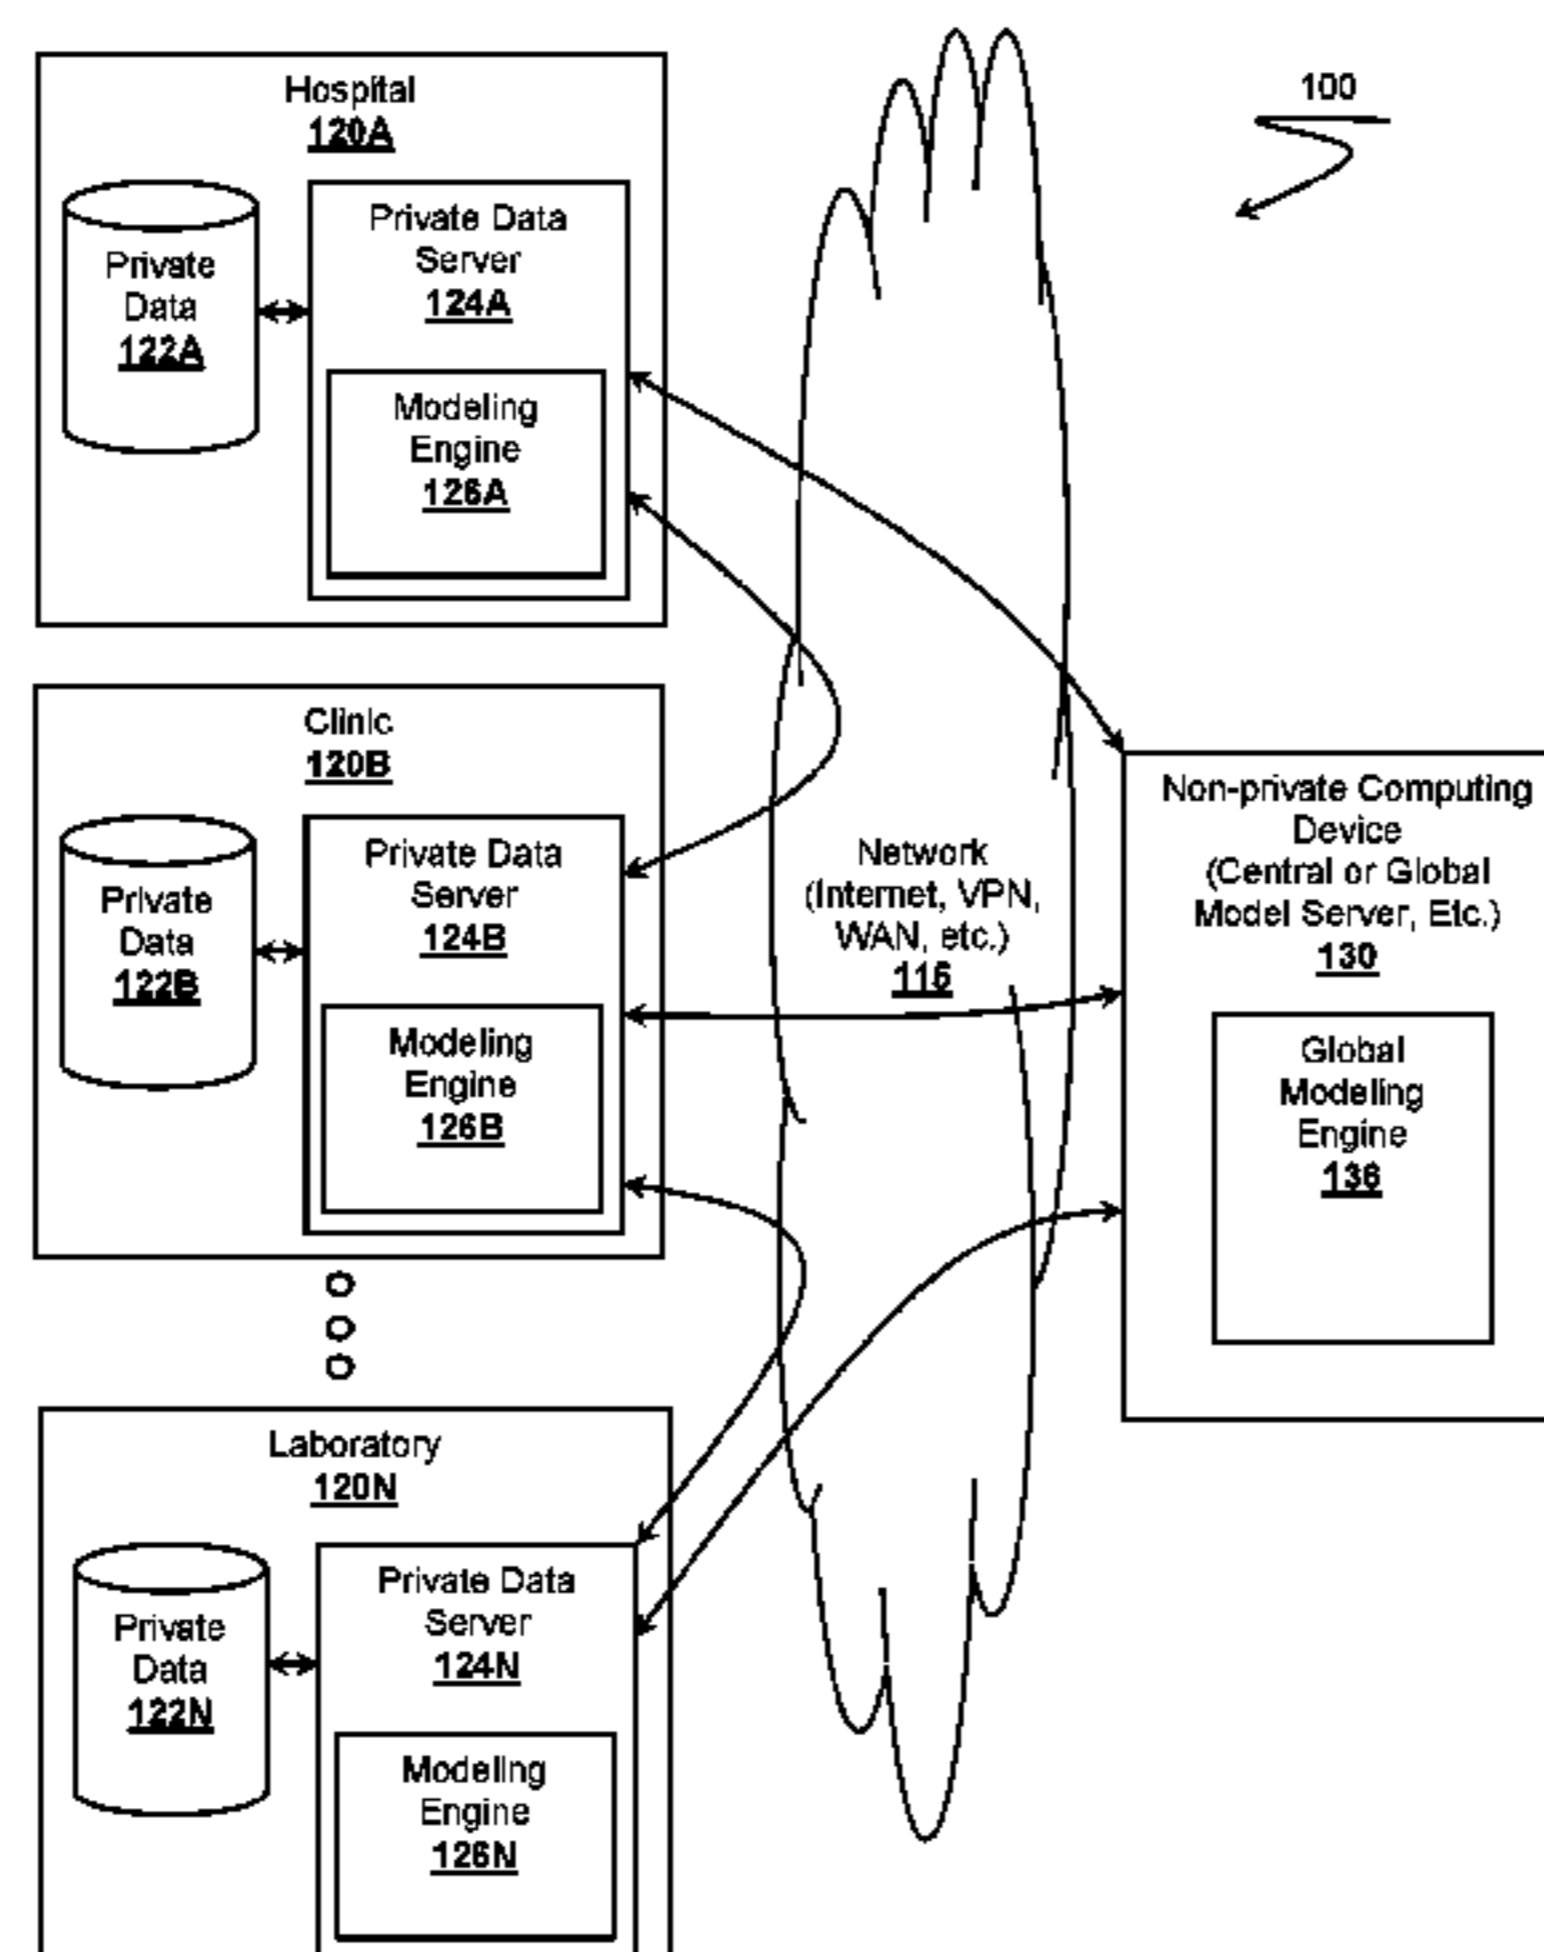 100
Hospital
120A
Private
Data
122A
Private Data
Server
124A
Modeling
Engine
126A
Clinic
120B
Private
Data
122B
Private Data
Server
124B
Modeling
Engine
126B
Network
(Internet, VPN,
WAN, etc.)
115
Non-private Computing
Device
(Central or Global
Model Server, Etc.)
130
Global
Modeling
Engine
136
Laboratory
120N
Private
Data
122N
Private Data
Server
124N
Modeling
Engine
126N